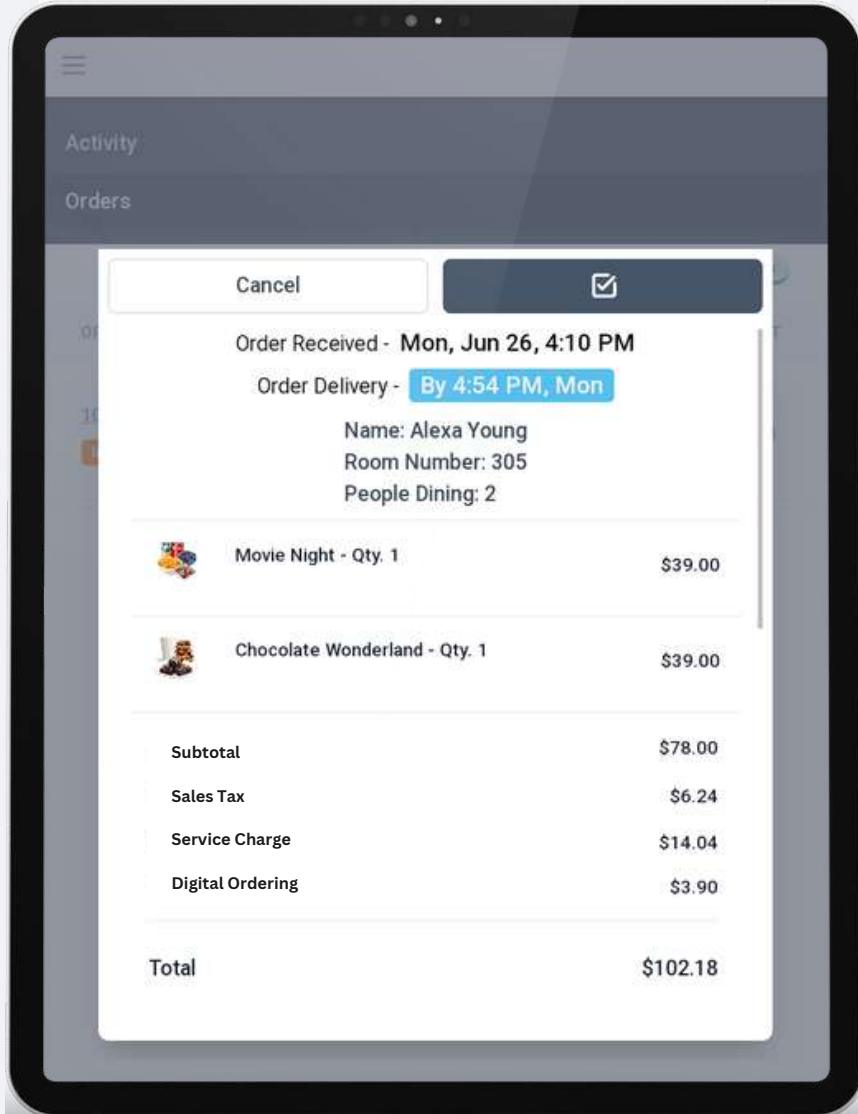 Activity
Orders
Cancel
Order Received - Mon, Jun 26, 4:10 PM
Order Delivery - By 4:54 PM, Mon
Name: Alexa Young
Room Number: 305
People Dining: 2
Movie Night - Qty. 1 $39.00
Chocolate Wonderland - Qty. 1 $39.00
Subtotal $78.00
Sales Tax $6.24
Service Charge $14.04
Digital Ordering $3.90
Total $102.18